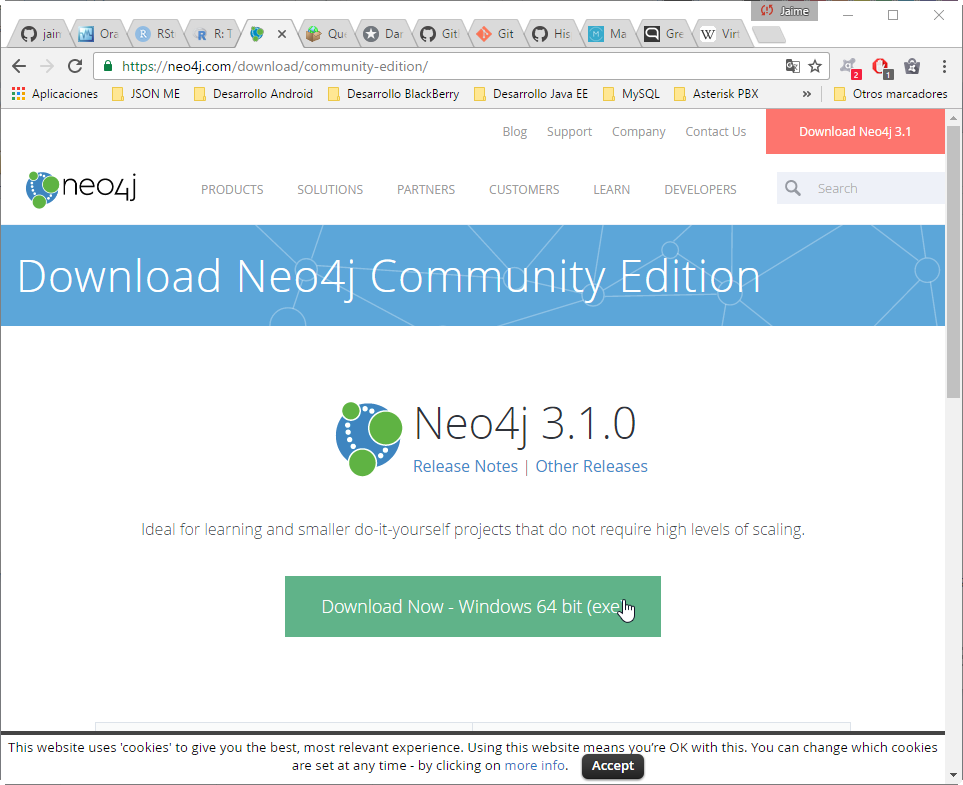 Jaime
jain
Ora
RSt
R: T
Que
Dar
Git
Git
His
Ma
Gre
Virt
https://neo4j.com/download/community-edition/
2
1
Aplicaciones JSON ME Desarrollo Android Desarrollo BlackBerry Desarrollo Java EE MySQL Asterisk PBX » Otros marcadores
Blog Support Company Contact Us Download Neo4j 3.1
neo4j PRODUCTS SOLUTIONS PARTNERS CUSTOMERS LEARN DEVELOPERS Search
Download Neo4j Community Edition
Neo4j 3.1.0
Release Notes | Other Releases
Ideal for learning and smaller do-it-yourself projects that do not require high levels of scaling.
Download Now - Windows 64 bit (exe)
This website uses 'cookies' to give you the best, most relevant experience. Using this website means you’re OK with this. You can change which cookies
are set at any time - by clicking on more info. Accept